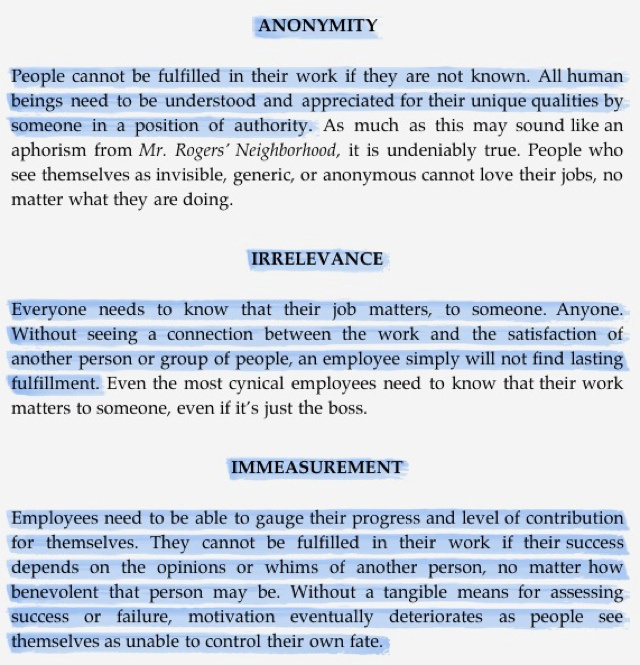 ANONYMITY
People cannot be fulfilled in their work if they are not known. All human
beings need to be understood and appreciated for their unique qualities by
someone in a position of authority. As much as this may sound like an
aphorism from Mr. Rogers’ Neighborhood, it is undeniably true. People who
see themselves as invisible, generic, or anonymous cannot love their jobs, no
matter what they are doing.
IRRELEVANCE
Everyone needs to know that their job matters, to someone. Anyone.
Without seeing a connection between the work and the satisfaction of
another person or group of people, an employee simply will not find lasting
fulfillment. Even the most cynical employees need to know that their work
matters to someone, even if it’s just the boss.
IMMEASUREMENT
Employees need to be able to gauge their progress and level of contribution
for themselves. They cannot be fulfilled in their work if their success
depends on the opinions or whims of another person, no matter how
benevolent that person may be. Without a tangible means for assessing
success or failure, motivation eventually deteriorates as people see
themselves as unable to control their own fate.